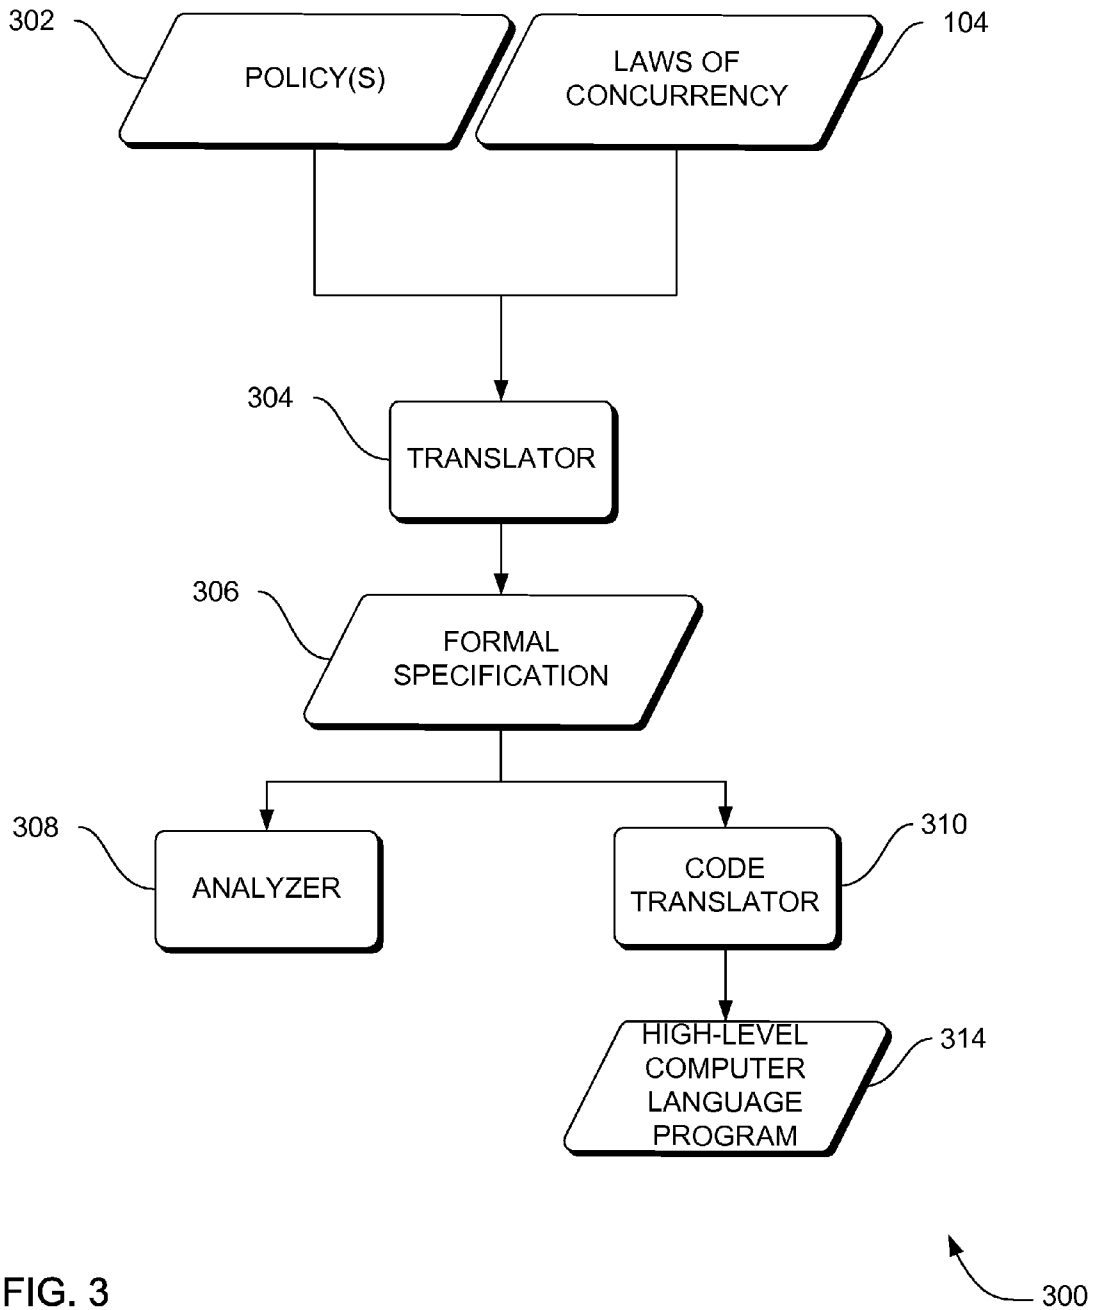 302
POLICY(S)
LAWS OF
CONCURRENCY
104
304
TRANSLATOR
306
FORMAL
SPECIFICATION
308
ANALYZER
310
CODE
TRANSLATOR
HIGH-LEVEL
COMPUTER
LANGUAGE
PROGRAM
314
FIG. 3
300